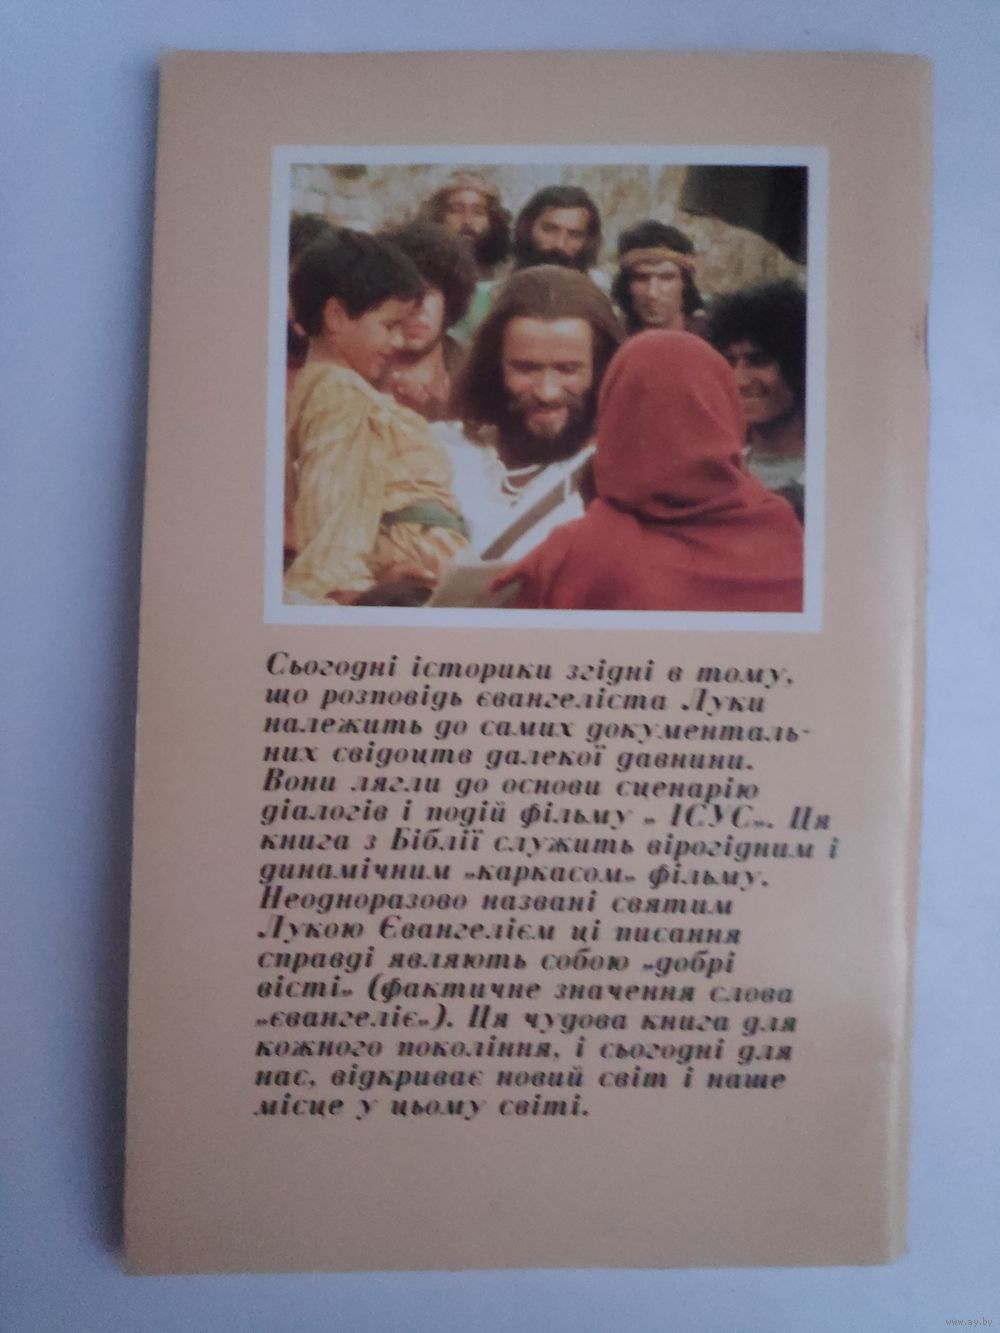 Сьогодні історики згідні в тому,
що розповідь євангеліста Луки
належить до самих документаль-
них свідоцтв далекої давнини.
Вони лягли до основи сценарію
діалогів і подій фільму „ ІСУС„. Ця
книга з Біблії служить вірогідним і
динамічним „каркасом„ фільму.
Неодноразово названі святим
Лукою Євангелієм ці писання
справді являють собою „добрі
вісті„ (фактичне значення слова
„євангеліє„). Ця чудова книга для
кожного покоління, і сьогодні для
нас, відкриває новий світ і наше
місце у цьому світі.
www.ay.by